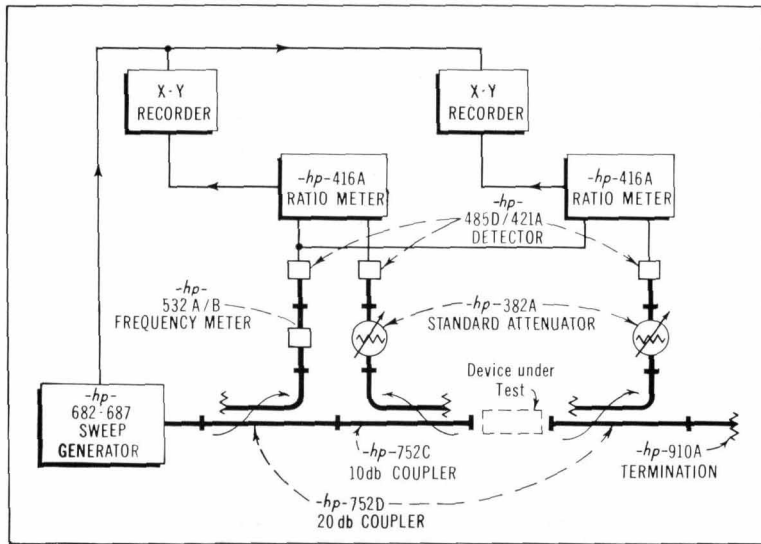 X-Y
RECORDER
X-Y
RECORDER
-hp-416A
RATIO METER
-hp-416A
RATIO METER
-hp-
485D/421A
DETECTOR
-hp-
532 A/B
FREQUENCY METER
-hp-382A
STANDARD ATTENUATOR
Device under
Test
-hp-
682-687
SWEEP
GENERATOR
-hp-752C
10db COUPLER
-hp-910A
TERMINATION
-hp-752D
20db COUPLER